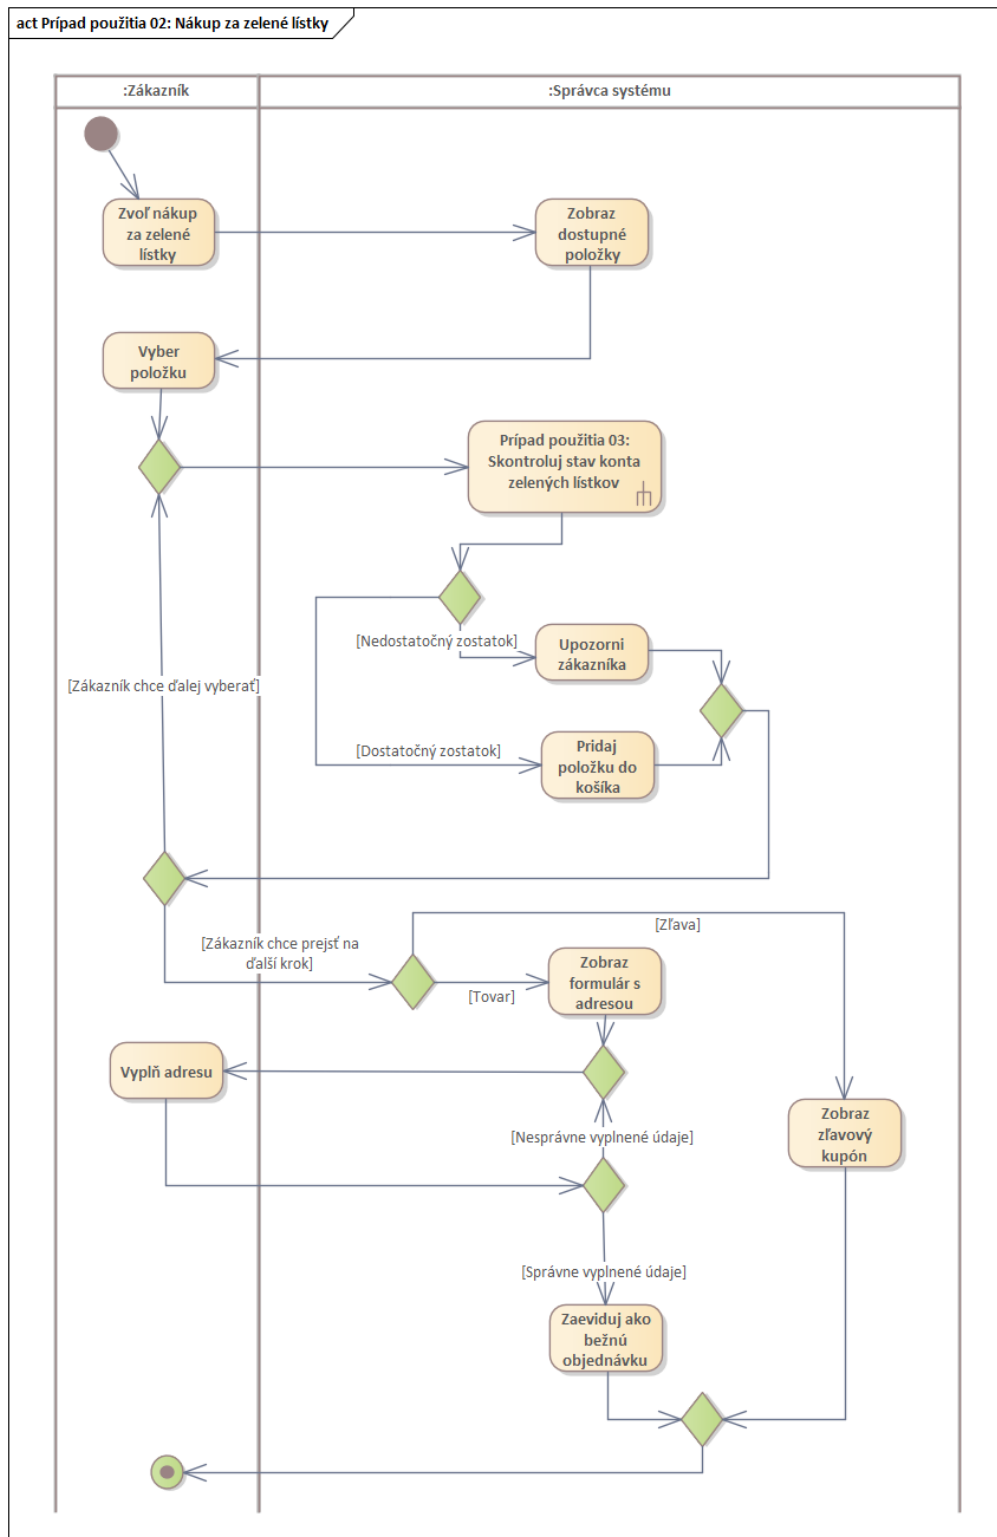 act Prípad použitia 02: Nákup za zelené lístky
:Zákazník
:Správca systému
Zvoľ nákup
za zelené
lístky
Zobraz
dostupné
položky
Vyber
položku
Prípad použitia 03:
Skontroluj stav konta
zelených lístkov
[Nedostatočný zostatok]
Upozorni
zákazníka
[Zákazník chce ďalej vyberať]
[Dostatočný zostatok]
Pridaj
položku do
košíka
[Zľava]
[Zákazník chce prejsť na
ďalší krok]
Zobraz
formulár s
adresou
[Tovar]
Vyplň adresu
Zobraz
zľavový
kupón
[Nesprávne vyplnené údaje]
[Správne vyplnené údaje]
Zaeviduj ako
bežnú
objednávku